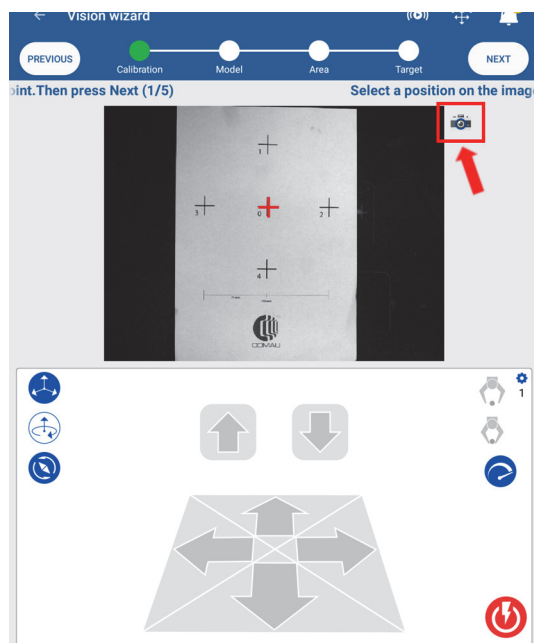 Vision wizard
PREVIOUS
Calibration
Model
Area
Target
NEXT
int.Then press Next (1/5)
Select a position on the imag
1
3
0
2
4
COMAU
1